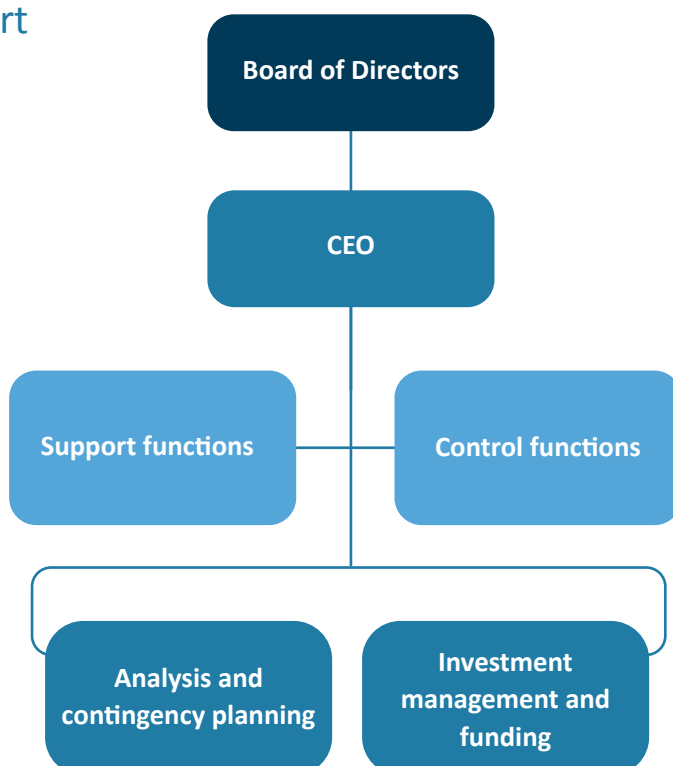 rt
Board of Directors
CEO
Support functions
Control functions
Analysis and
contingency planning
Investment
management and
funding